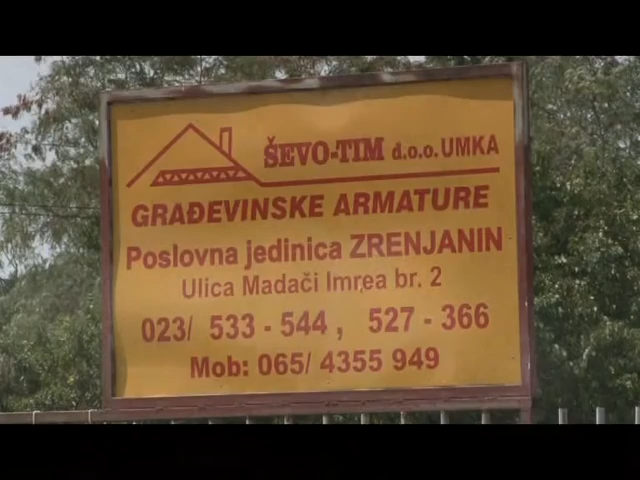 ŠEVO-TIM d.o.o. UMKA
GRAĐEVINSKE ARMATURE
Poslovna jedinica ZRENJANIN
Ulica Madači Imrea br. 2
023/ 533 - 544 , 527 - 366
Mob: 065/ 4355 949